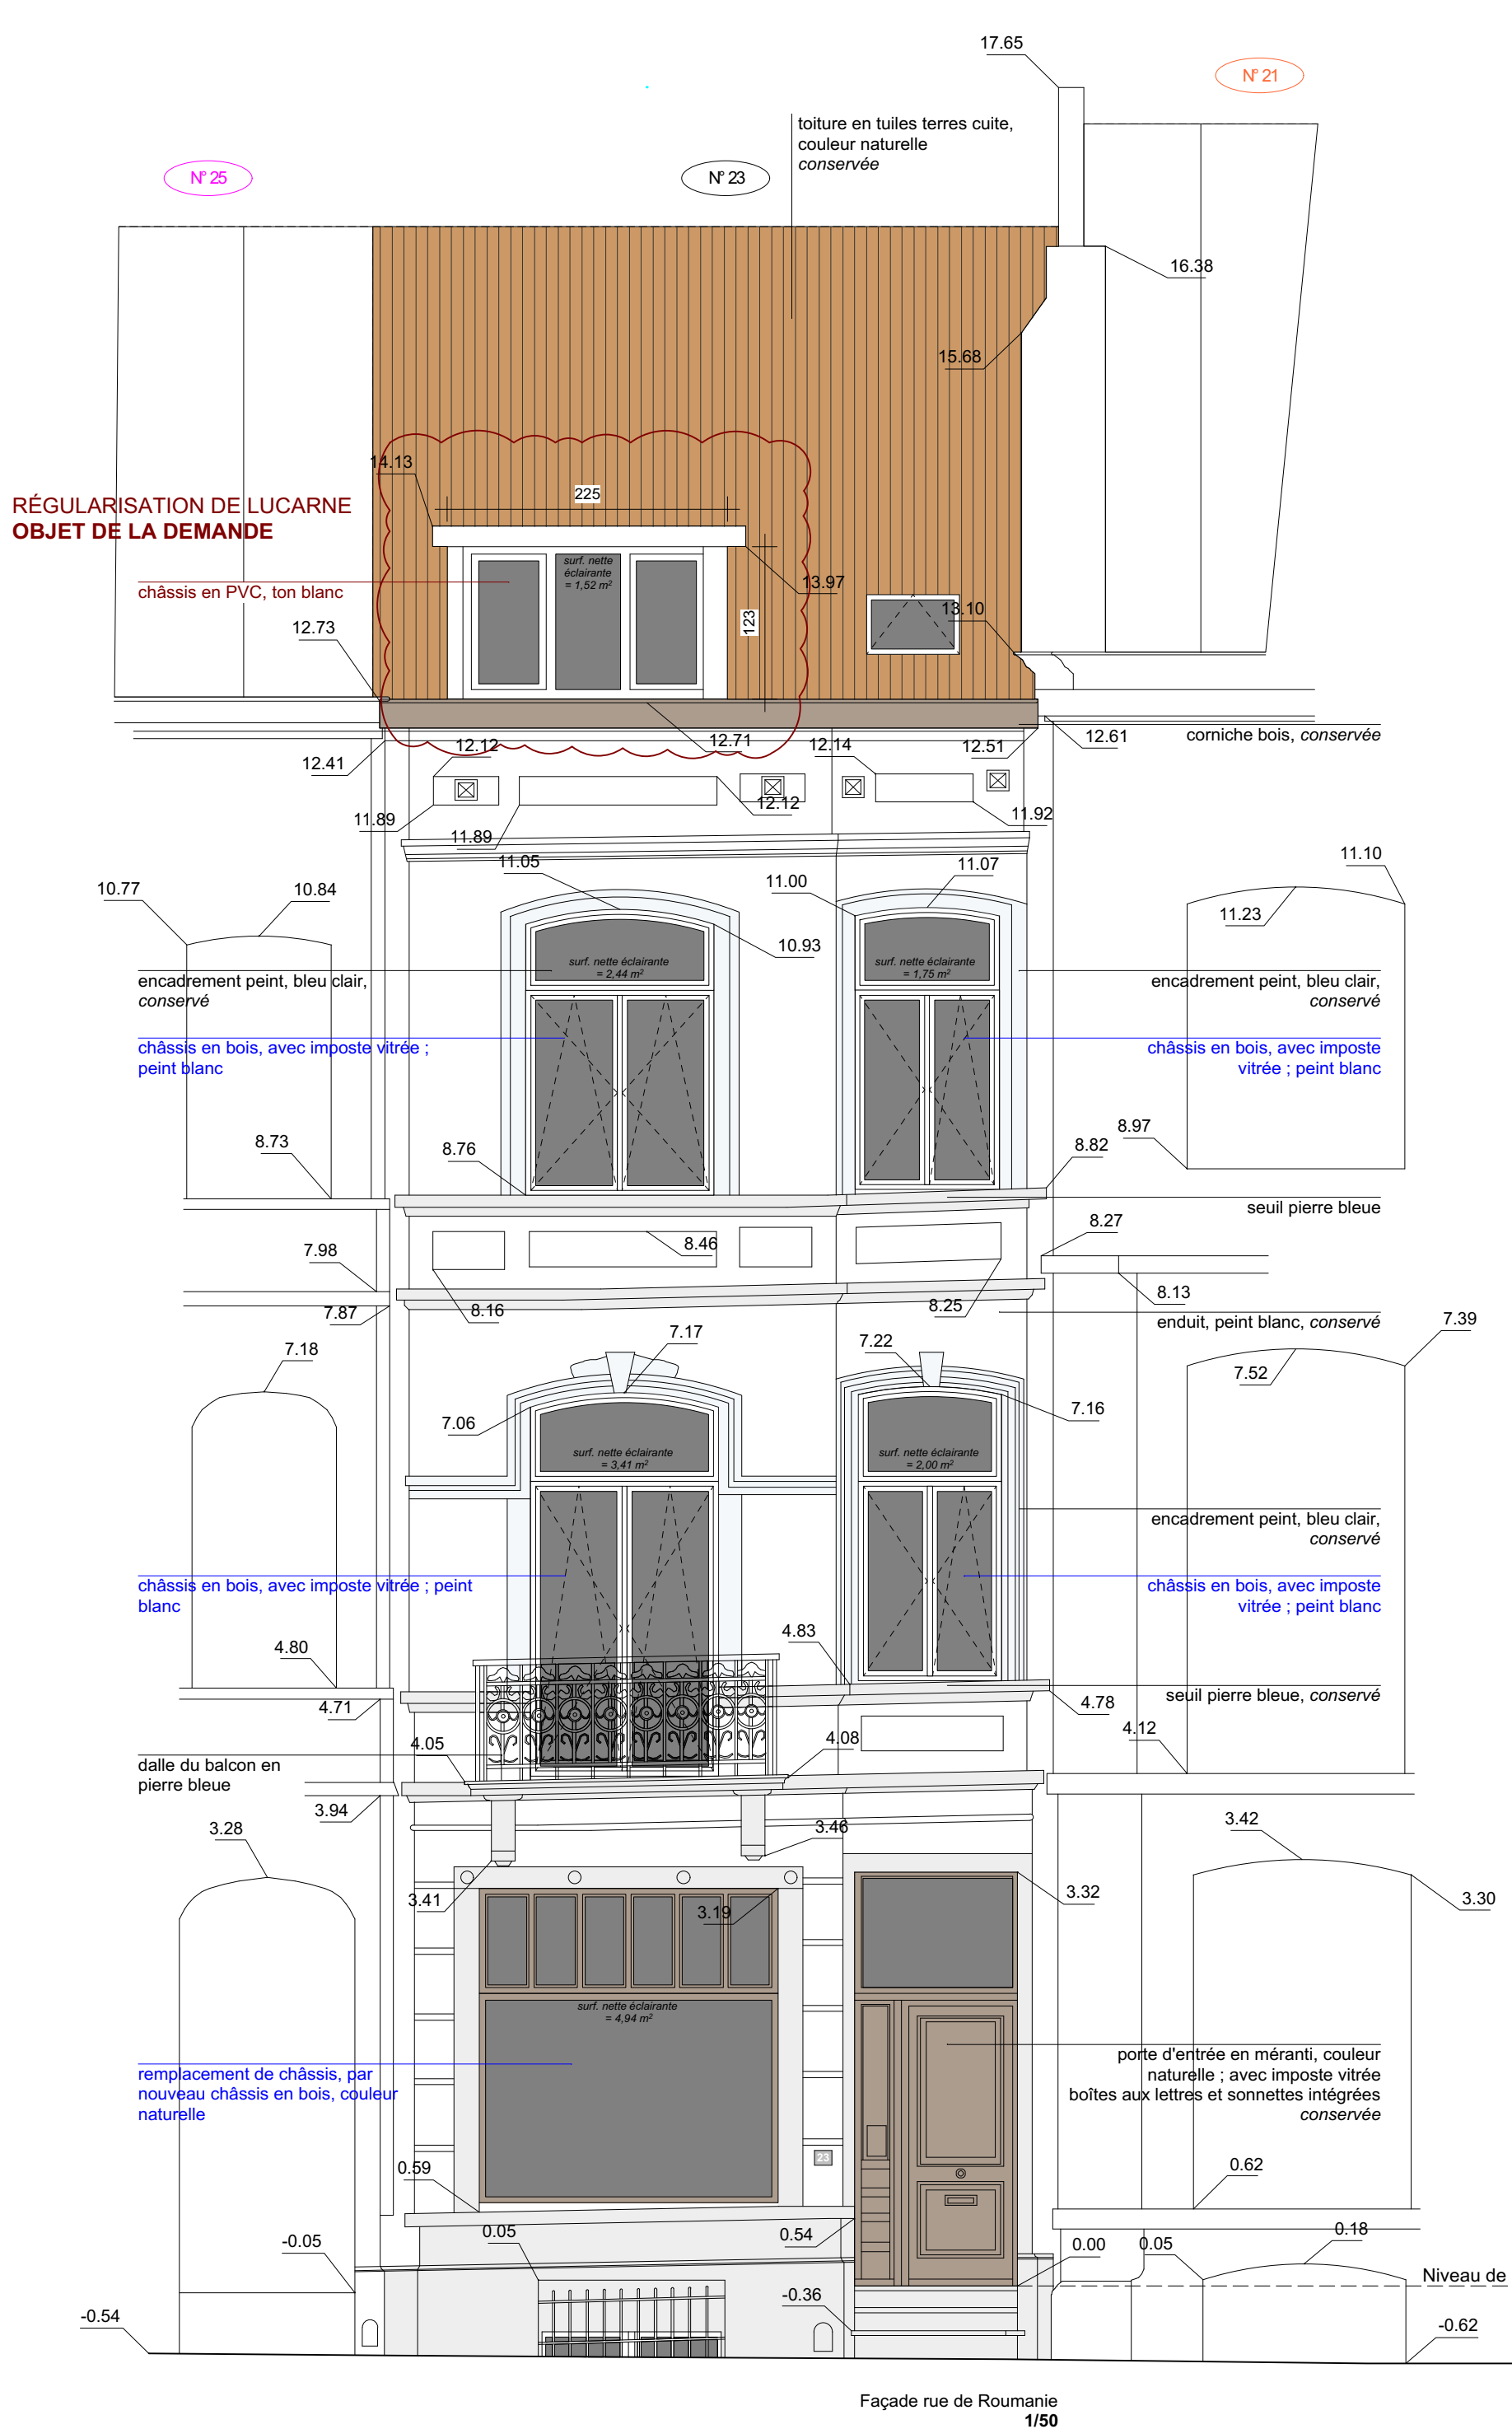 17.65
N° 21
toiture en tuiles terres cuite,
couleur naturelle
conservée
N° 25
N° 23
16.38
15.68
14.13
225
RÉGULARISATION DE LUCARNE
OBJET DE LA DEMANDE
surf. nette
éclairante
= 1,52 m²
châssis en PVC, ton blanc
13.97
123
13.10
12.73
12.71
12.61
corniche bois, conservée
12.41
12.12
12.14
12.51
12.12
11.89
11.89
11.92
11.05
11.07
11.00
11.10
10.77
10.84
11.23
10.93
surf. nette éclairante
= 2,44 m²
surf. nette éclairante
= 1,75 m²
encadrement peint, bleu clair,
conservé
encadrement peint, bleu clair,
conservé
châssis en bois, avec imposte vitrée ;
peint blanc
châssis en bois, avec imposte
vitrée ; peint blanc
8.73
8.76
8.82
8.97
seuil pierre bleue
8.27
7.98
8.46
8.13
7.87
8.16
8.25
enduit, peint blanc, conservé
7.39
7.18
7.17
7.22
7.52
7.06
7.16
surf. nette éclairante
= 3,41 m²
surf. nette éclairante
= 2,00 m²
encadrement peint, bleu clair,
conservé
châssis en bois, avec imposte vitrée ; peint
blanc
châssis en bois, avec imposte
vitrée ; peint blanc
4.80
4.83
4.71
4.78
seuil pierre bleue, conservé
4.12
4.05
4.08
dalle du balcon en
pierre bleue
3.94
3.28
3.46
3.42
3.41
3.19
3.32
3.30
surf. nette éclairante
= 4,94 m²
remplacement de châssis, par
nouveau châssis en bois, couleur
naturelle
porte d'entrée en méranti, couleur
naturelle ; avec imposte vitrée
boîtes aux lettres et sonnettes intégrées
conservée
23
0.59
0.62
-0.05
0.05
0.54
0.00
0.05
0.18
Niveau de
-0.36
-0.54
-0.62
Façade rue de Roumanie
1/50